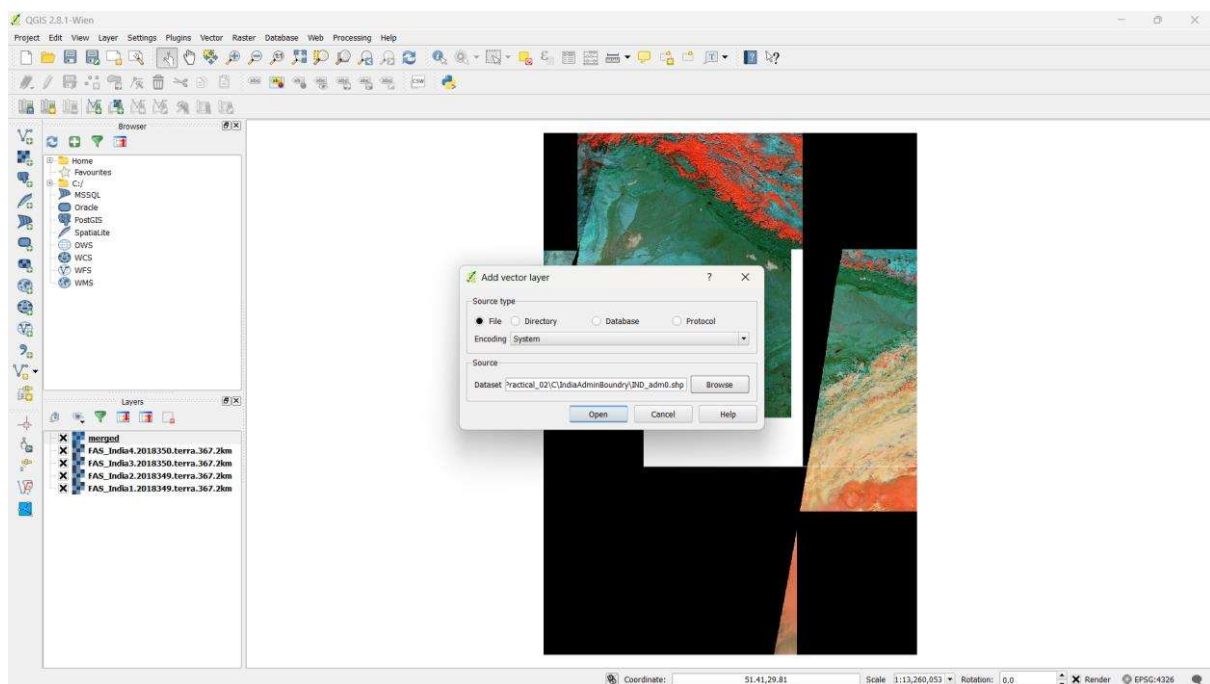 QGIS 2.8.1-Wien
Project Edit View Layer Settings Plugins Vector Raster Database Web Processing Help
Browser
Home
Favourites
C:/
MSSQL
Oracle
PostGIS
SpatiaLite
OWS
WCS
WFS
WMS
Layers
merged
FAS_India4.2018350.terra.367.2km
FAS_India3.2018350.terra.367.2km
FAS_India2.2018349.terra.367.2km
FAS_India1.2018349.terra.367.2km
Add vector layer
Source type
File Directory Database Protocol
Encoding System
Source
Dataset Practical_02\C\IndiaAdminBoundry\IND_adm0.shp Browse
Open Cancel Help
Coordinate: 51.41,29.81 Scale 1:13,260,053 Rotation: 0.0 Render EPSG:4326